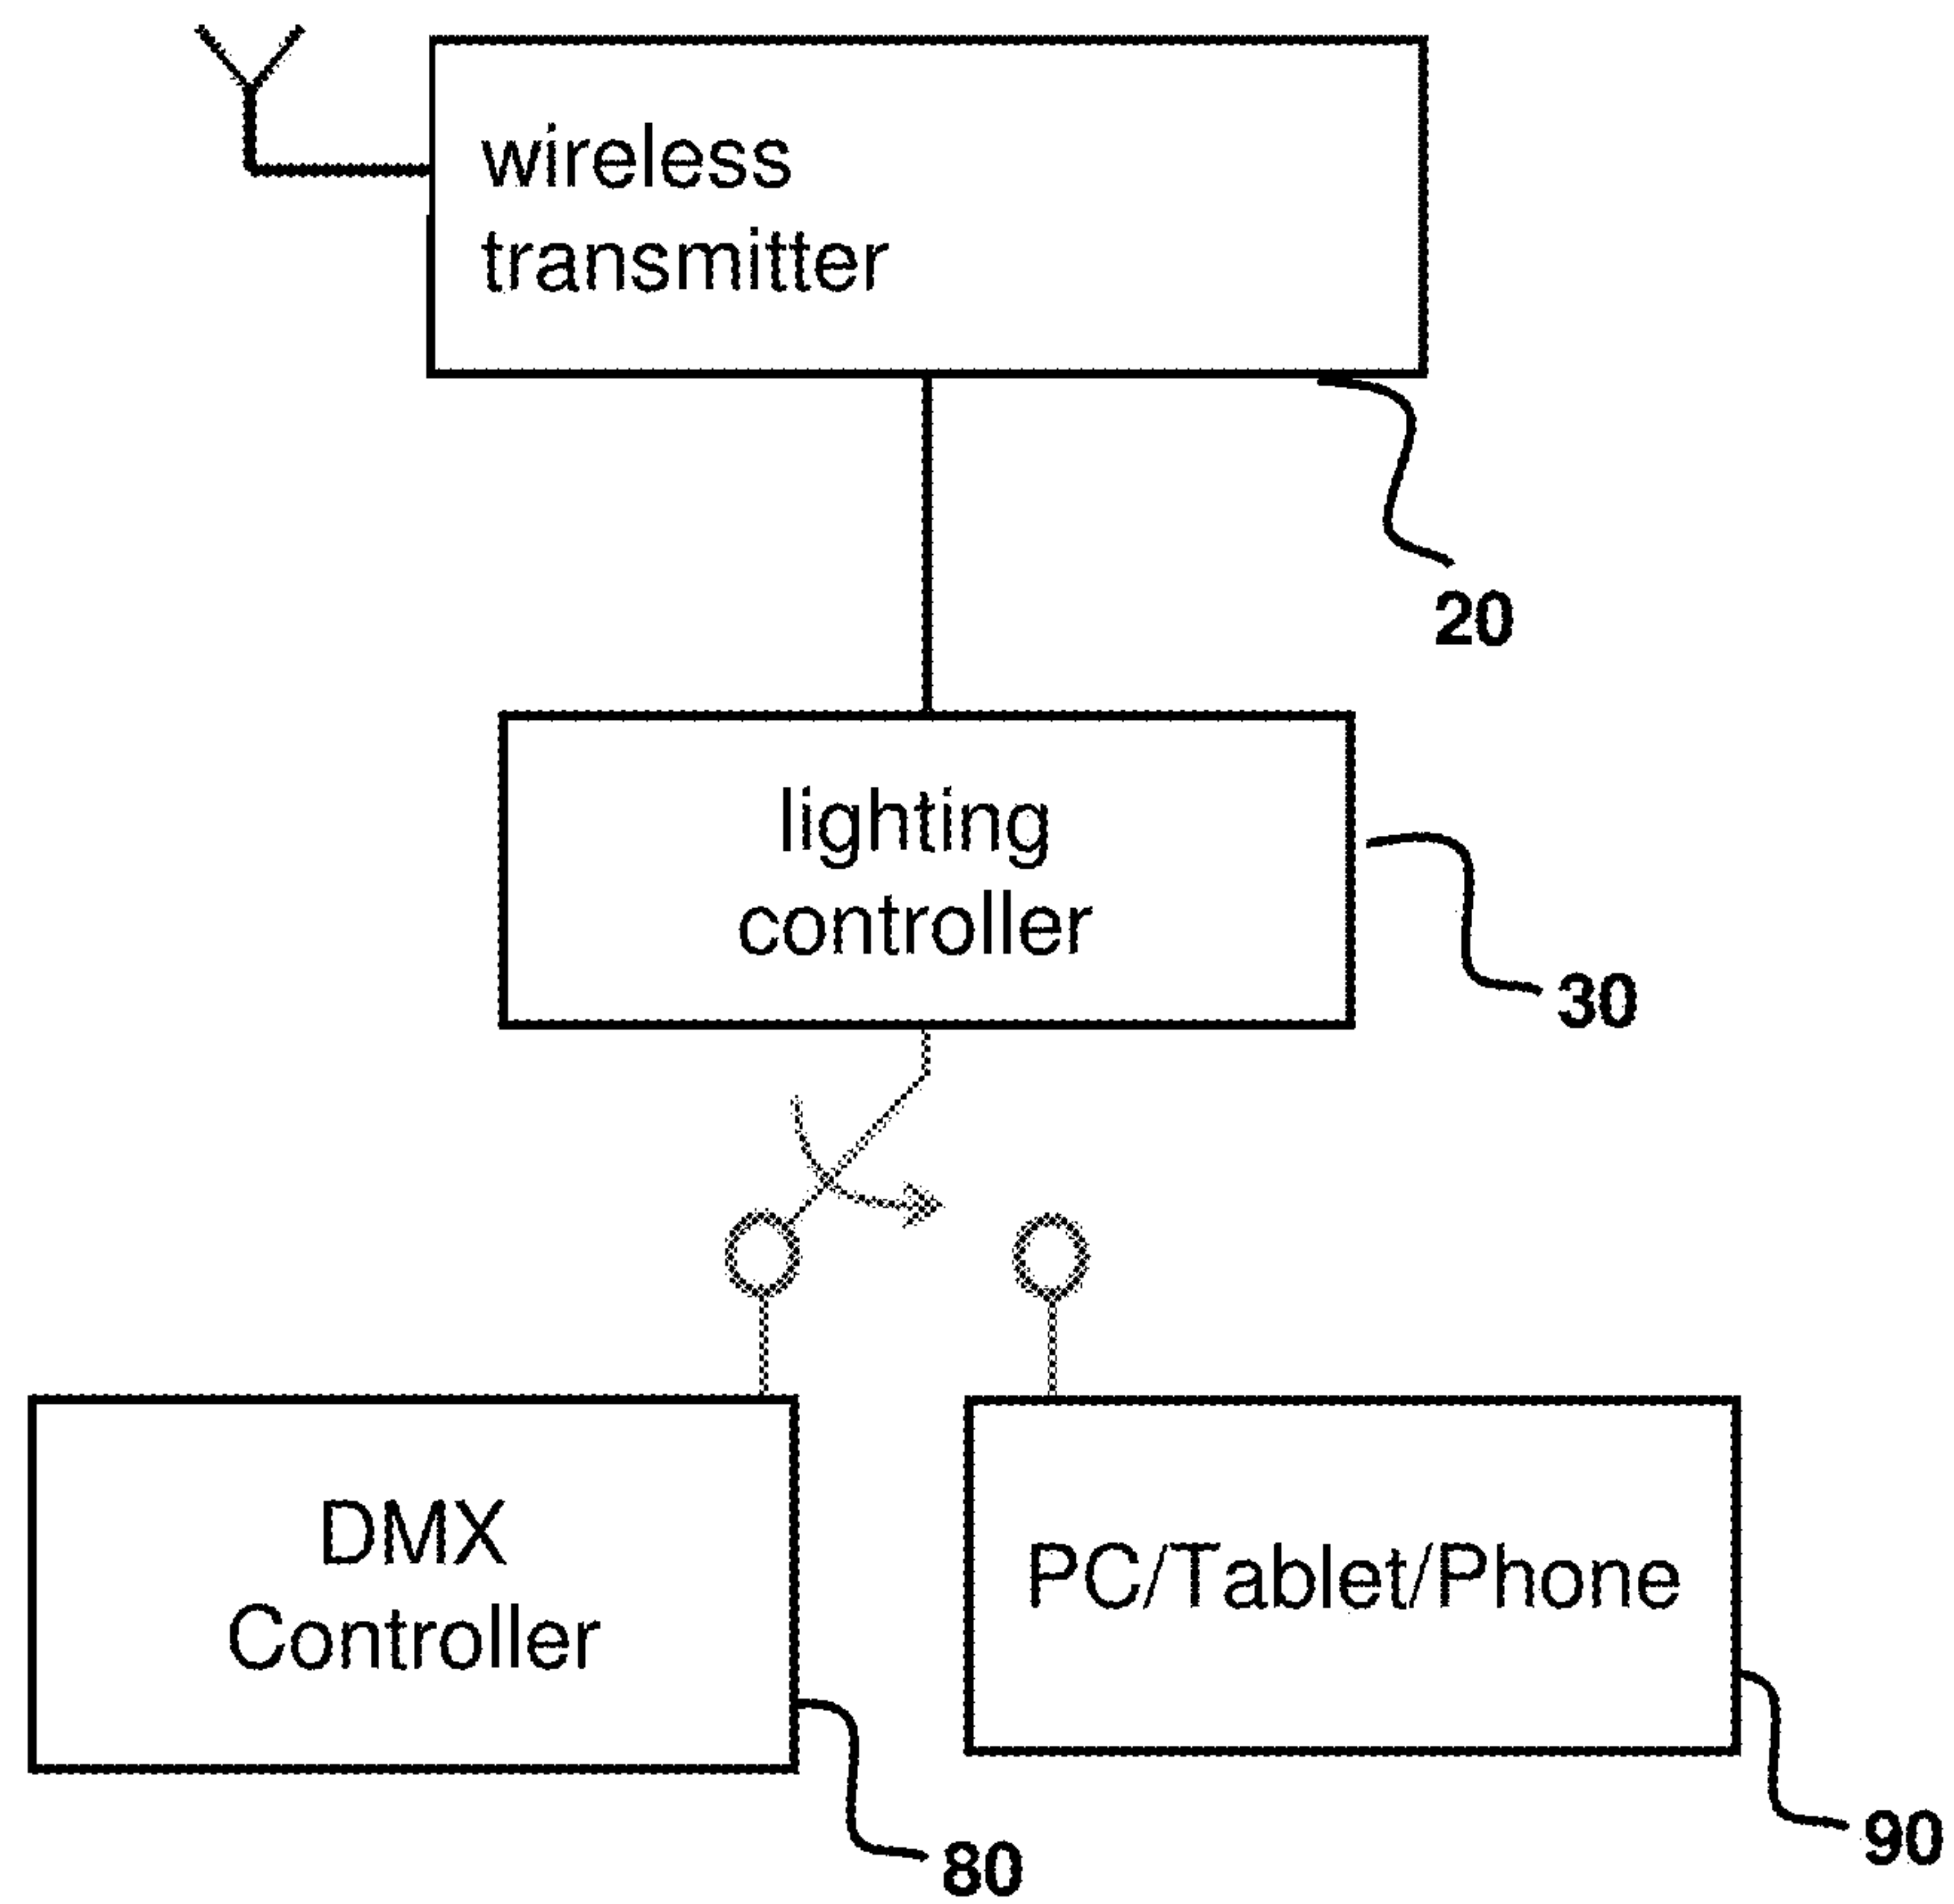 wireless
transmitter
20
lighting
controller
30
DMX
Controller
80
PC/Tablet/Phone
90